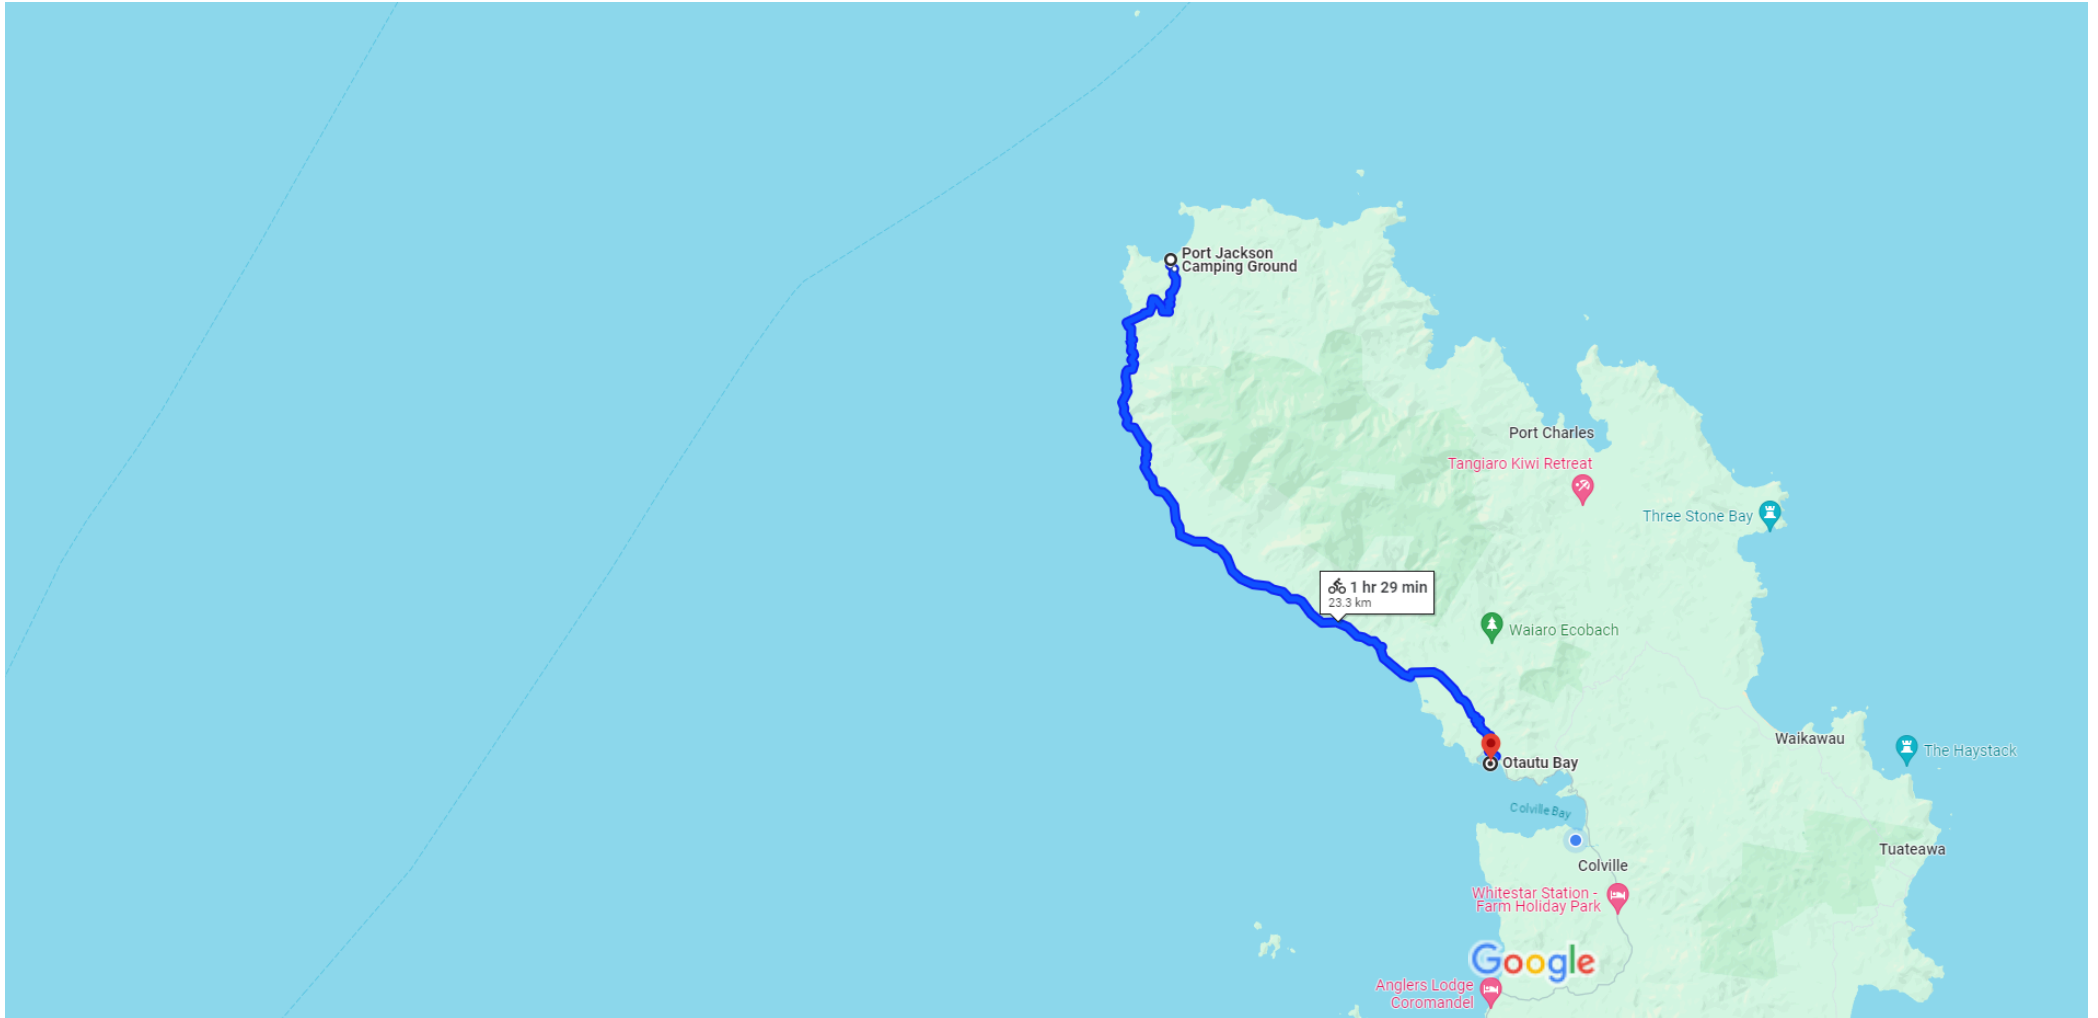 Port Jackson
Camping Ground
Port Charles
Tangiaro Kiwi Retreat
Three Stone Bay
1 hr 29 min
23.3 km
Waiaro Ecobach
Waikawau
The Haystack
Otautu Bay
Colville Bay
Tuateawa
Colville
Whitestar Station -
Farm Holiday Park
Google
Anglers Lodge
Coromandel